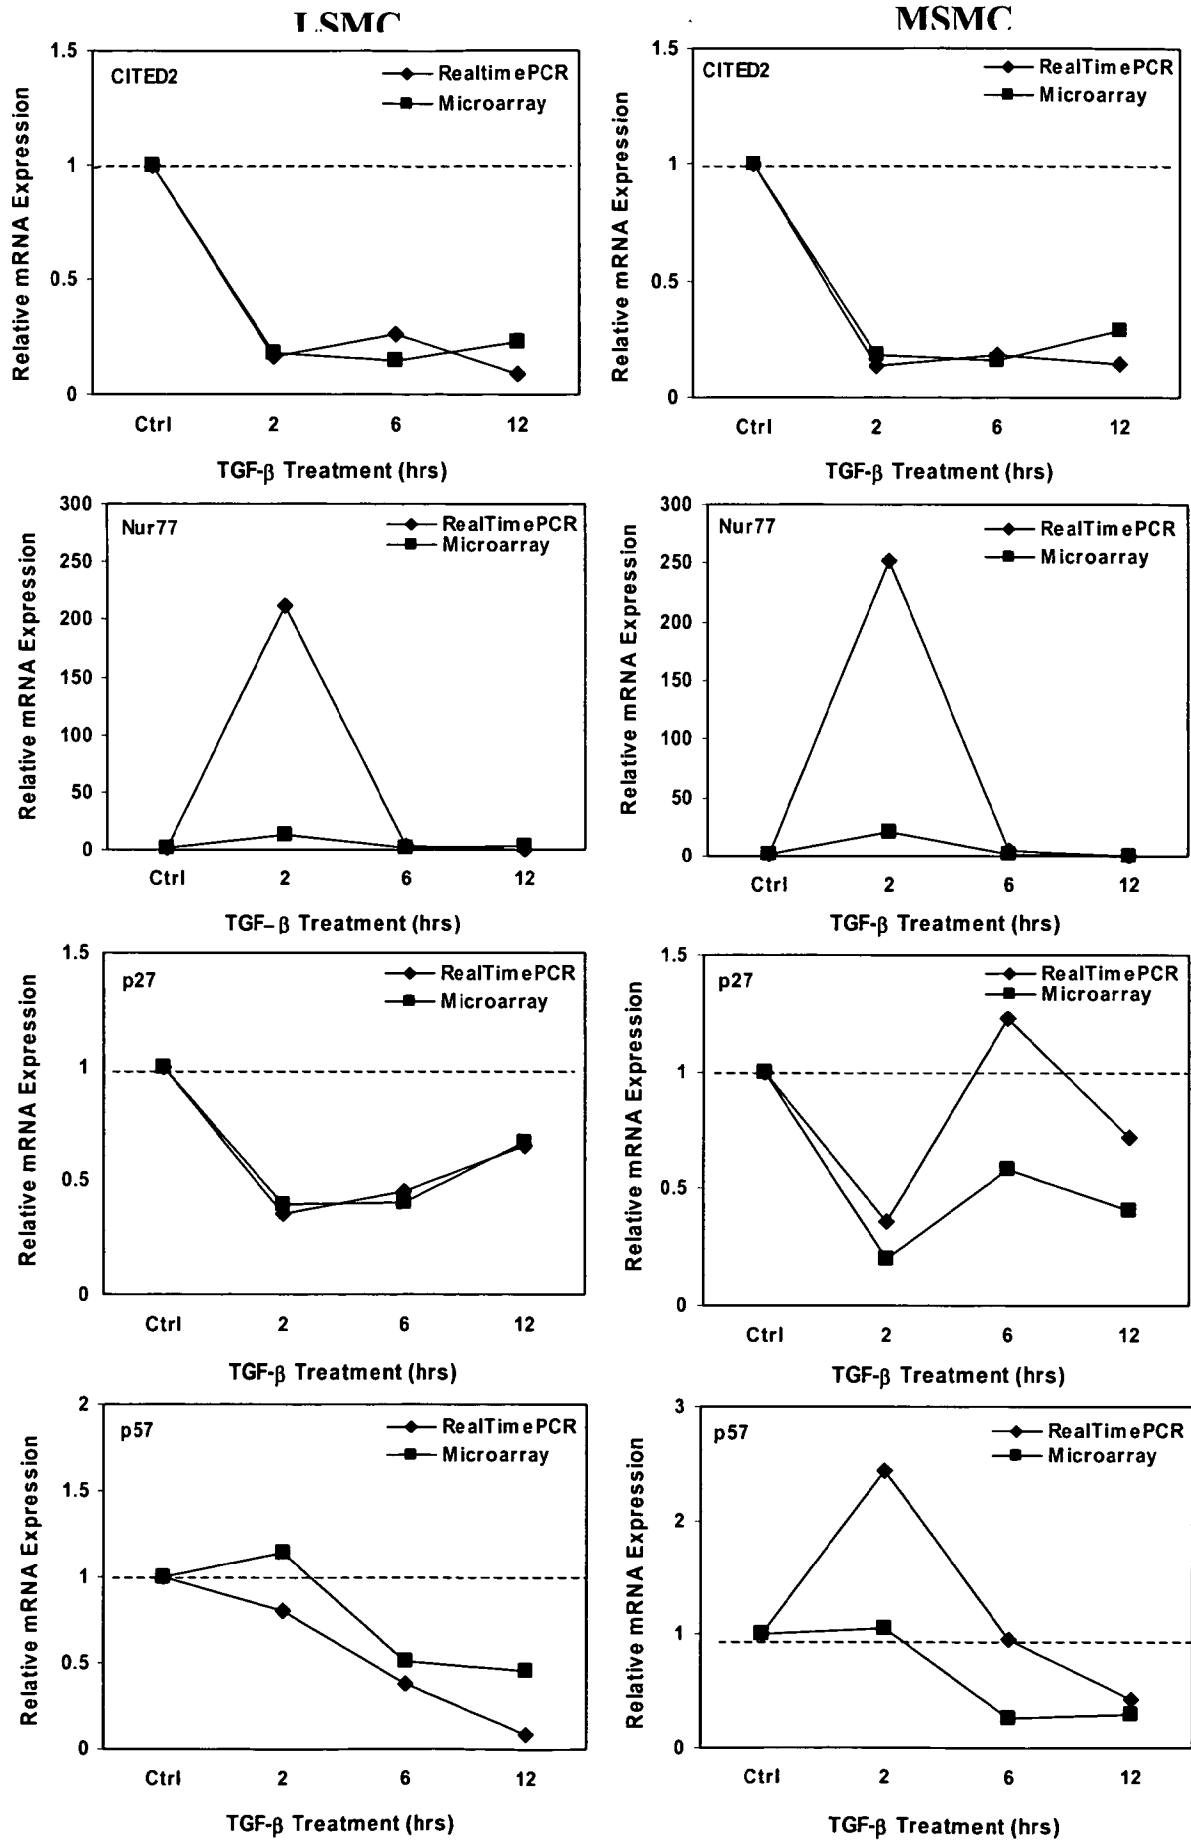 LSMC
MSMC
CITED2
RealtimePCR
Microarray
Relative mRNA Expression
1.5
1
0.5
0
Ctrl 2 6 12
TGF-β Treatment (hrs)
CITED2
RealTimePCR
Microarray
Relative mRNA Expression
1.5
1
0.5
0
Ctrl 2 6 12
TGF-β Treatment (hrs)
Nur77
RealTimePCR
Microarray
Relative mRNA Expression
300
250
200
150
100
50
0
Ctrl 2 6 12
TGF–β Treatment (hrs)
Nur77
RealTimePCR
Microarray
Relative mRNA Expression
300
250
200
150
100
50
0
Ctrl 2 6 12
TGF-β Treatment (hrs)
p27
RealTimePCR
Microarray
Relative mRNA Expression
1.5
1
0.5
0
Ctrl 2 6 12
TGF-β Treatment (hrs)
p27
RealTimePCR
Microarray
Relative mRNA Expression
1.5
1
0.5
0
Ctrl 2 6 12
TGF-β Treatment (hrs)
p57
RealTimePCR
Microarray
Relative mRNA Expression
2
1.5
1
0.5
0
Ctrl 2 6 12
TGF-β Treatment (hrs)
p57
RealTimePCR
Microarray
Relative mRNA Expression
3
2
1
0
Ctrl 2 6 12
TGF-β Treatment (hrs)